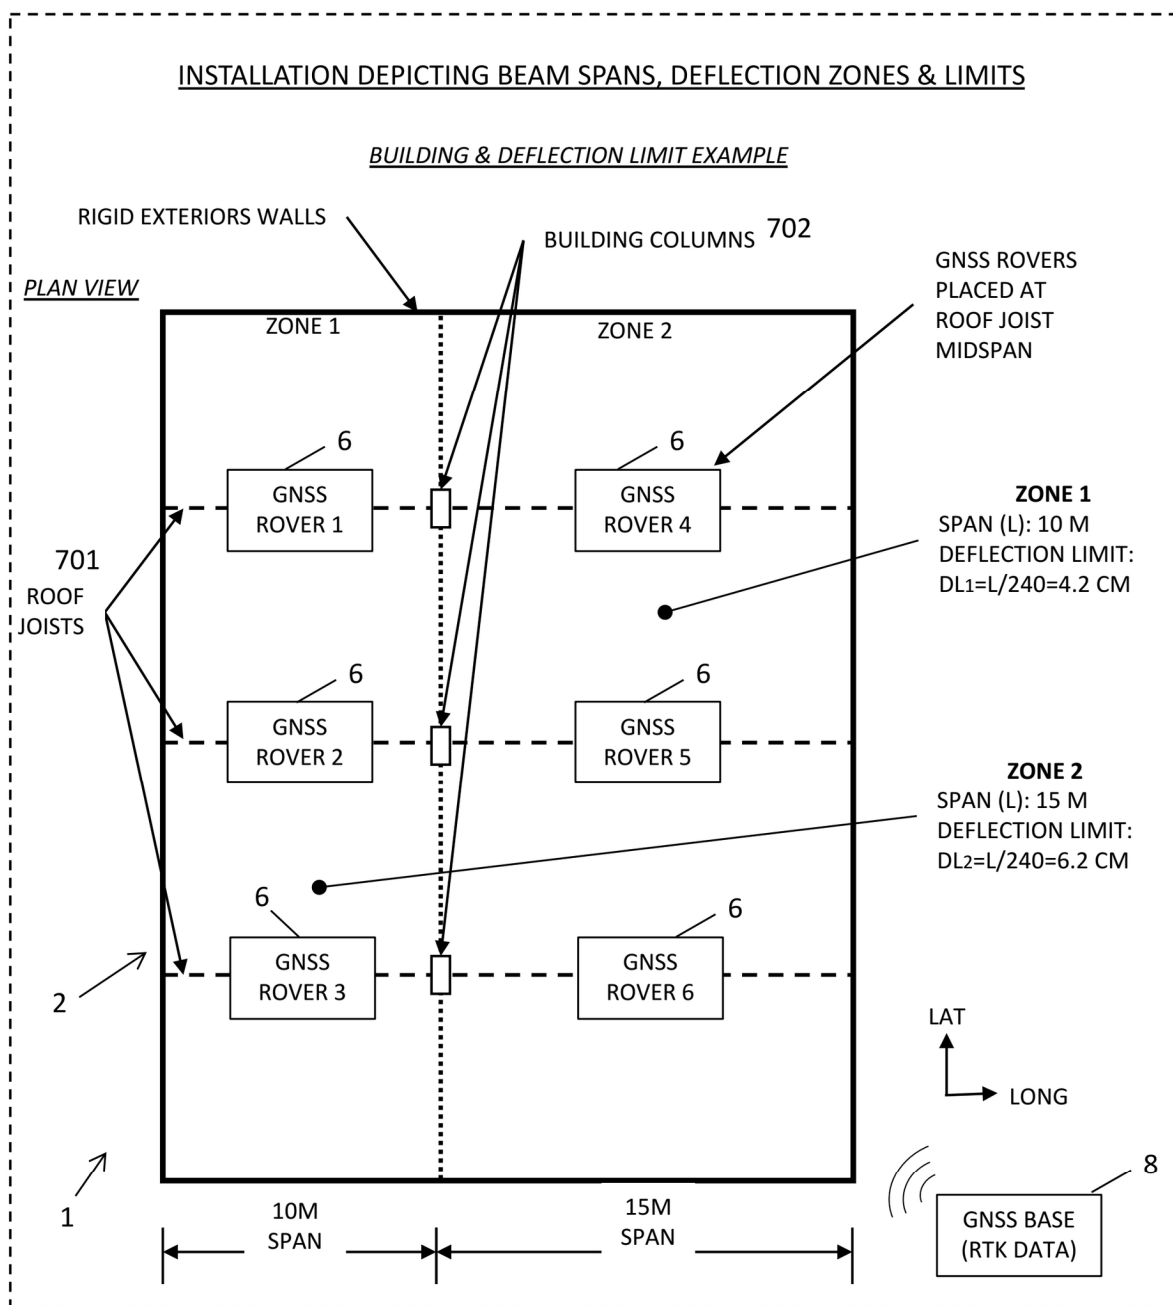 INSTALLATION DEPICTING BEAM SPANS, DEFLECTION ZONES & LIMITS
BUILDING & DEFLECTION LIMIT EXAMPLE
RIGID EXTERIORS WALLS
BUILDING COLUMNS 702
PLAN VIEW
GNSS ROVERS
PLACED AT
ROOF JOIST
MIDSPAN
ZONE 1
ZONE 2
6
GNSS
ROVER 1
6
GNSS
ROVER 4
701
ROOF
JOISTS
ZONE 1
SPAN (L): 10 M
DEFLECTION LIMIT:
DL1=L/240=4.2 CM
6
GNSS
ROVER 2
6
GNSS
ROVER 5
ZONE 2
SPAN (L): 15 M
DEFLECTION LIMIT:
DL2=L/240=6.2 CM
6
GNSS
ROVER 3
6
GNSS
ROVER 6
2
LAT
LONG
1
10M
SPAN
15M
SPAN
8
GNSS BASE
(RTK DATA)